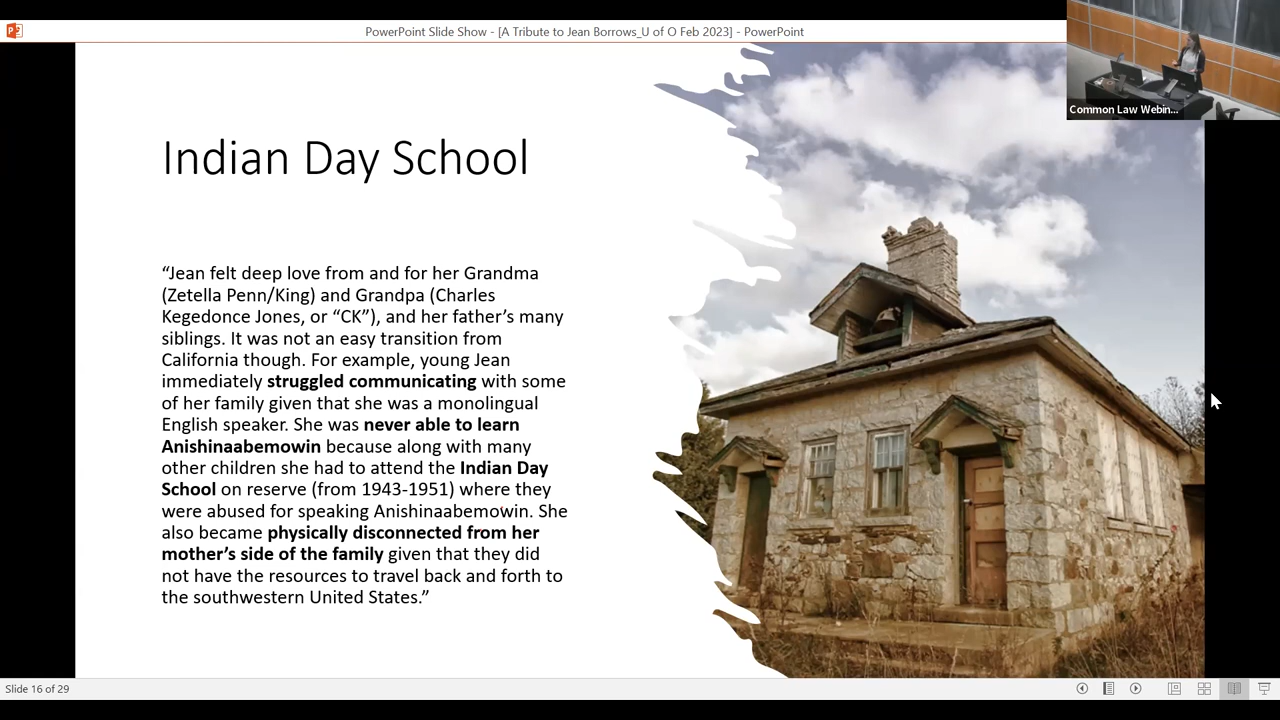 PowerPoint Slide Show - [A Tribute to Jean Borrows_U of O Feb 2023] - PowerPoint
Common Law Webin...
Indian Day School
“Jean felt deep love from and for her Grandma
(Zetella Penn/King) and Grandpa (Charles
Kegedonce Jones, or “CK”), and her father’s many
siblings. It was not an easy transition from
California though. For example, young Jean
immediately struggled communicating with some
of her family given that she was a monolingual
English speaker. She was never able to learn
Anishinaabemowin because along with many
other children she had to attend the Indian Day
School on reserve (from 1943-1951) where they
were abused for speaking Anishinaabemowin. She
also became physically disconnected from her
mother’s side of the family given that they did
not have the resources to travel back and forth to
the southwestern United States.”
Slide 16 of 29